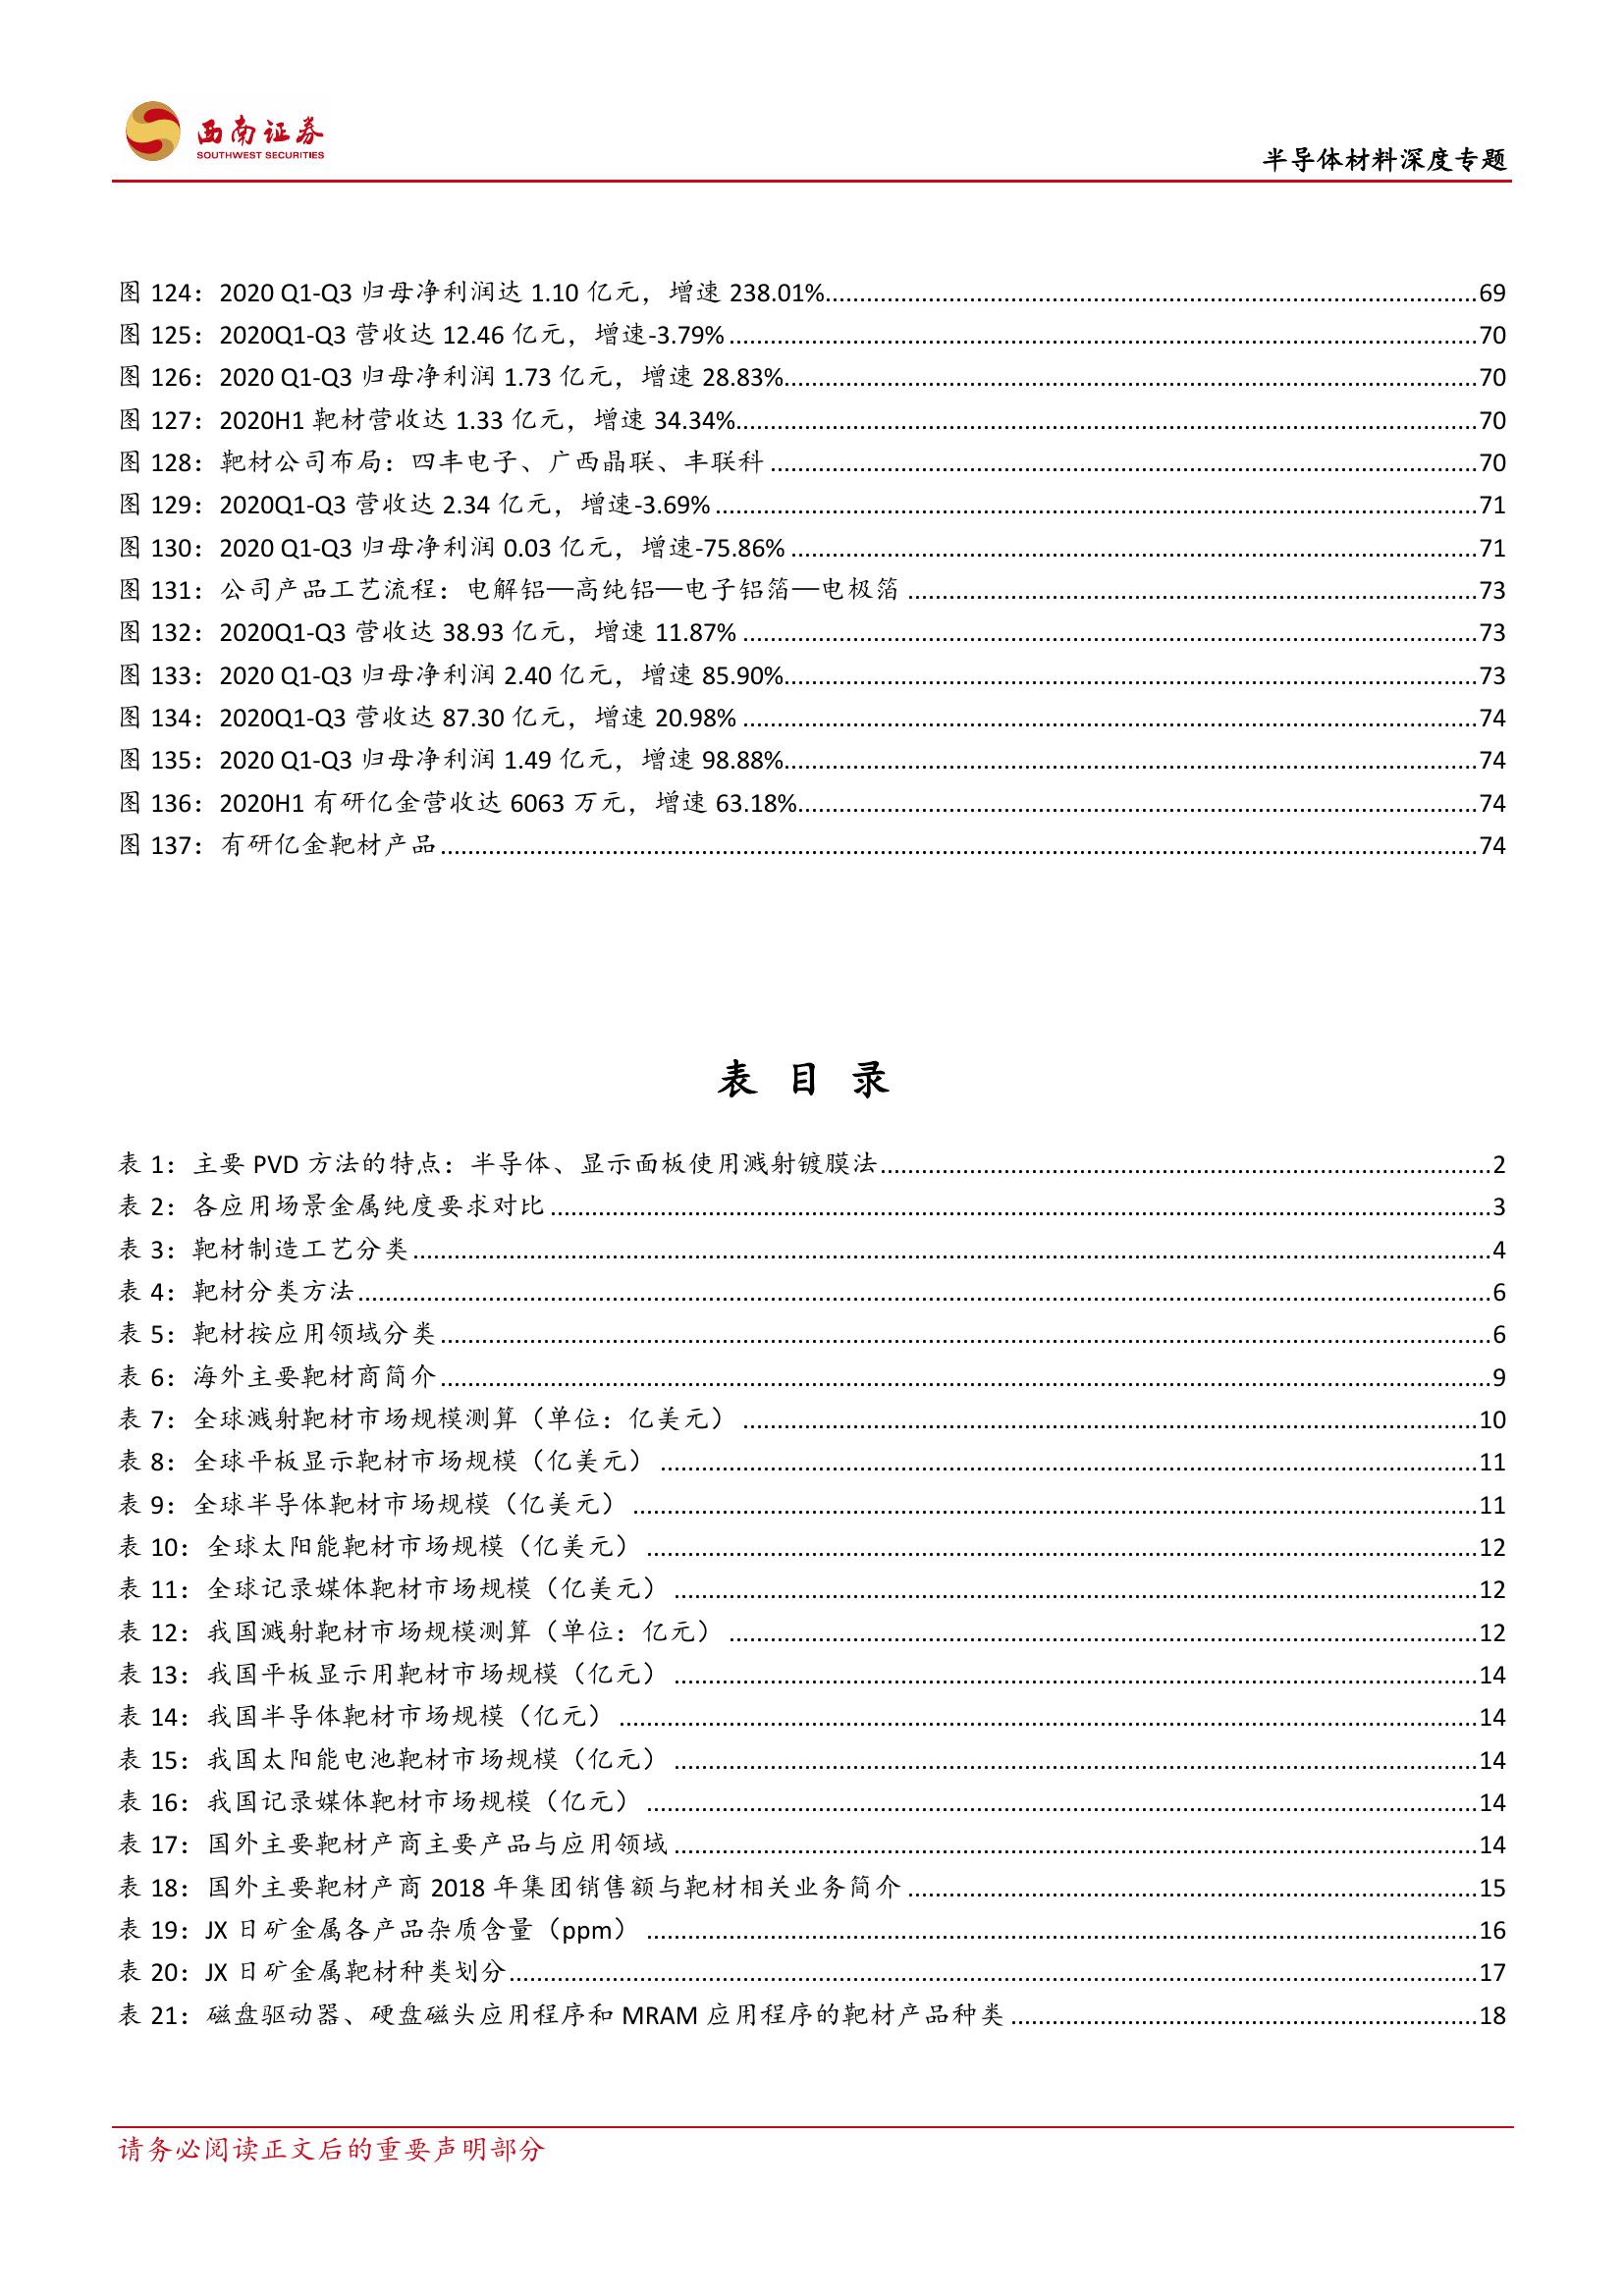 西南证券
SOUTHWEST SECURITIES
半导体材料深度专题
图 124：2020 Q1-Q3 归母净利润达 1.10 亿元，增速 238.01%........69
图 125：2020Q1-Q3 营收达 12.46 亿元，增速-3.79%........70
图 126：2020 Q1-Q3 归母净利润 1.73 亿元，增速 28.83%........70
图 127：2020H1 靶材营收达 1.33 亿元，增速 34.34%........70
图 128：靶材公司布局：四丰电子、广西晶联、丰联科........70
图 129：2020Q1-Q3 营收达 2.34 亿元，增速-3.69%........71
图 130：2020 Q1-Q3 归母净利润 0.03 亿元，增速-75.86%........71
图 131：公司产品工艺流程：电解铝—高纯铝—电子铝箔—电极箔........73
图 132：2020Q1-Q3 营收达 38.93 亿元，增速 11.87%........73
图 133：2020 Q1-Q3 归母净利润 2.40 亿元，增速 85.90%........73
图 134：2020Q1-Q3 营收达 87.30 亿元，增速 20.98%........74
图 135：2020 Q1-Q3 归母净利润 1.49 亿元，增速 98.88%........74
图 136：2020H1 有研亿金营收达 6063 万元，增速 63.18%........74
图 137：有研亿金靶材产品........74
表 目 录
表 1：主要 PVD 方法的特点：半导体、显示面板使用溅射镀膜法........2
表 2：各应用场景金属纯度要求对比........3
表 3：靶材制造工艺分类........4
表 4：靶材分类方法........6
表 5：靶材按应用领域分类........6
表 6：海外主要靶材商简介........9
表 7：全球溅射靶材市场规模测算（单位：亿美元）........10
表 8：全球平板显示靶材市场规模（亿美元）........11
表 9：全球半导体靶材市场规模（亿美元）........11
表 10：全球太阳能靶材市场规模（亿美元）........12
表 11：全球记录媒体靶材市场规模（亿美元）........12
表 12：我国溅射靶材市场规模测算（单位：亿元）........12
表 13：我国平板显示用靶材市场规模（亿元）........14
表 14：我国半导体靶材市场规模（亿元）........14
表 15：我国太阳能电池靶材市场规模（亿元）........14
表 16：我国记录媒体靶材市场规模（亿元）........14
表 17：国外主要靶材产商主要产品与应用领域........14
表 18：国外主要靶材产商 2018 年集团销售额与靶材相关业务简介........15
表 19：JX 日矿金属各产品杂质含量（ppm）........16
表 20：JX 日矿金属靶材种类划分........17
表 21：磁盘驱动器、硬盘磁头应用程序和 MRAM 应用程序的靶材产品种类........18
请务必阅读正文后的重要声明部分